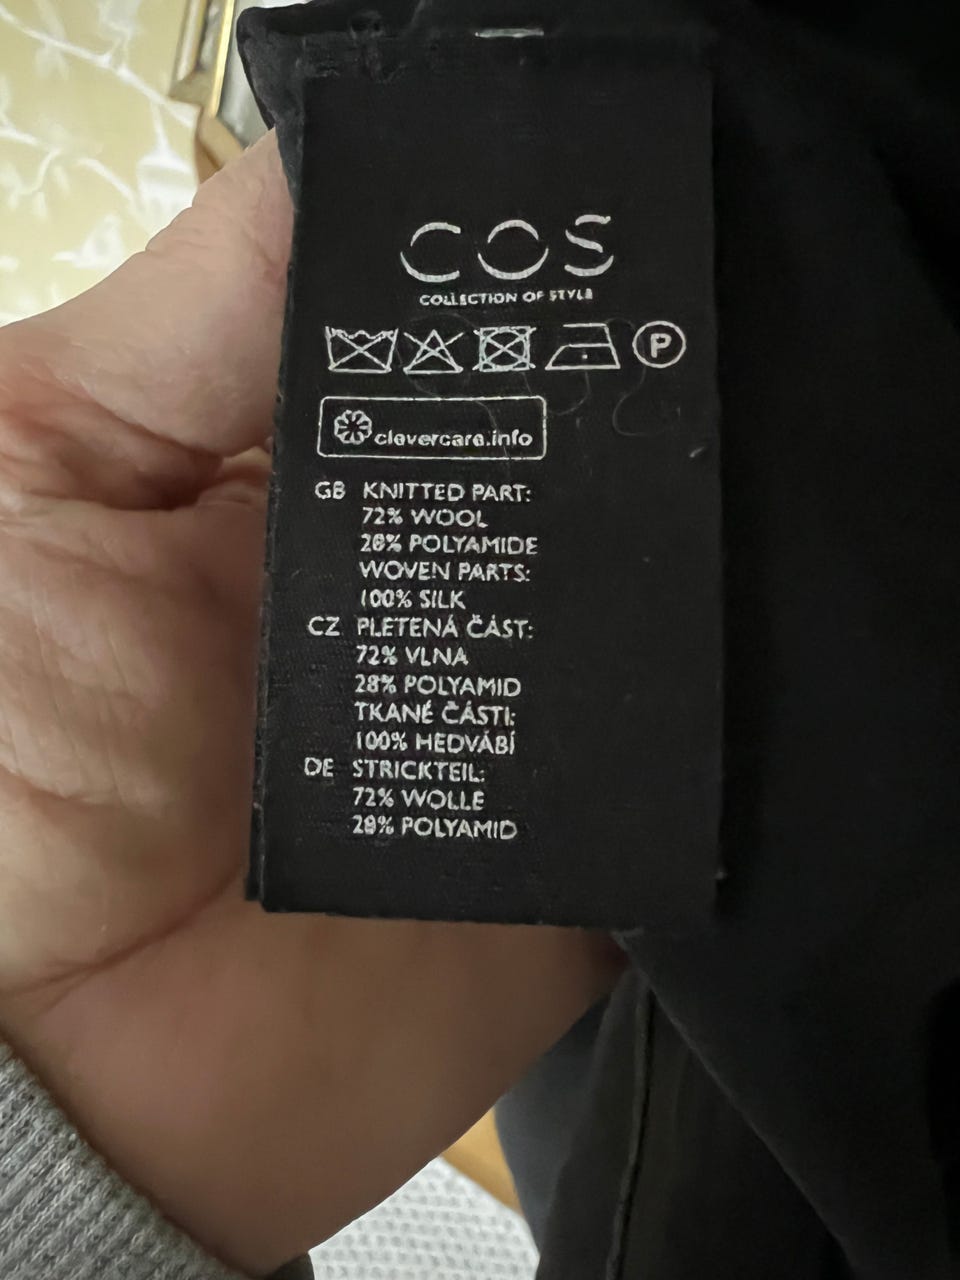 COS
COLLECTION OF STYLE
P
clevercare.info
GB KNITTED PART:
72% WOOL
28% POLYAMIDE
WOVEN PARTS:
100% SILK
CZ PLETENÁ ČÁST:
72% VLNA
28% POLYAMID
TKANÉ ČÁSTI:
100% HEDVÁBÍ
DE STRICKTEIL:
72% WOLLE
28% POLYAMID